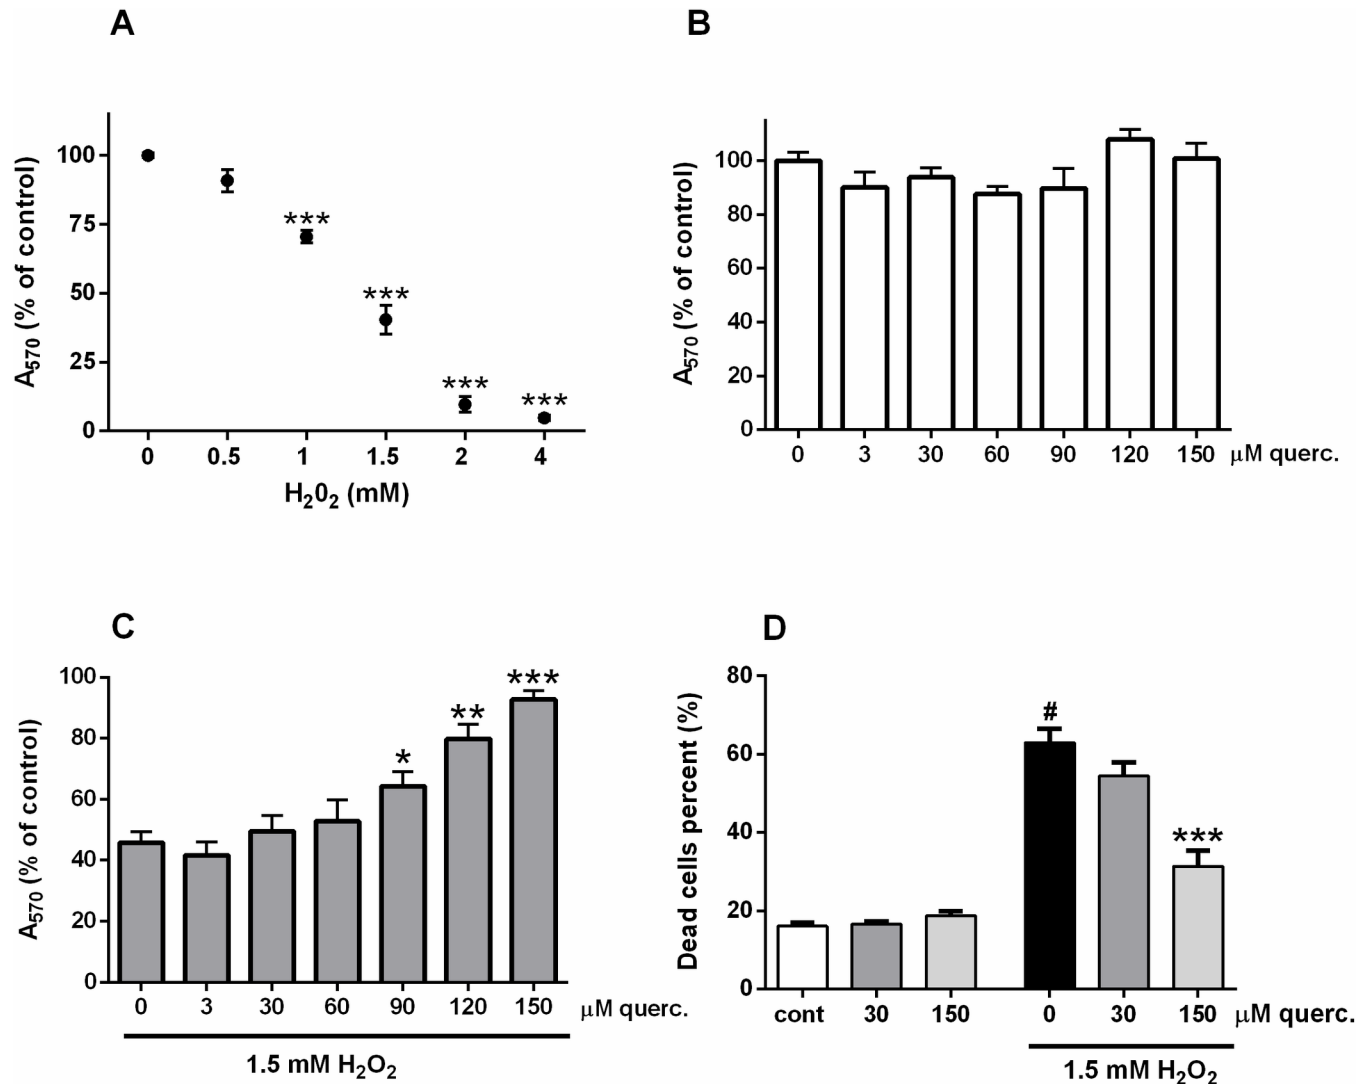 A
A570 (% of control)
100
75
50
25
0
***
***
***
***
0 0.5 1 1.5 2 4
H202 (mM)
B
A570 (% of control)
100
80
60
40
20
0
0 3 30 60 90 120 150 μM querc.
C
A570 (% of control)
100
80
60
40
20
0
*
**
***
0 3 30 60 90 120 150 μM querc.
1.5 mM H2O2
D
Dead cells percent (%)
80
60
40
20
0
#
***
cont 30 150 0 30 150 μM querc.
1.5 mM H2O2